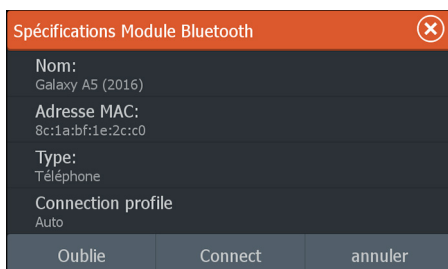 Spécifications Module Bluetooth
Nom:
Galaxy A5 (2016)
Adresse MAC:
8c:1a:bf:1e:2c:c0
Type:
Téléphone
Connection profile
Auto
Oublie Connect annuler